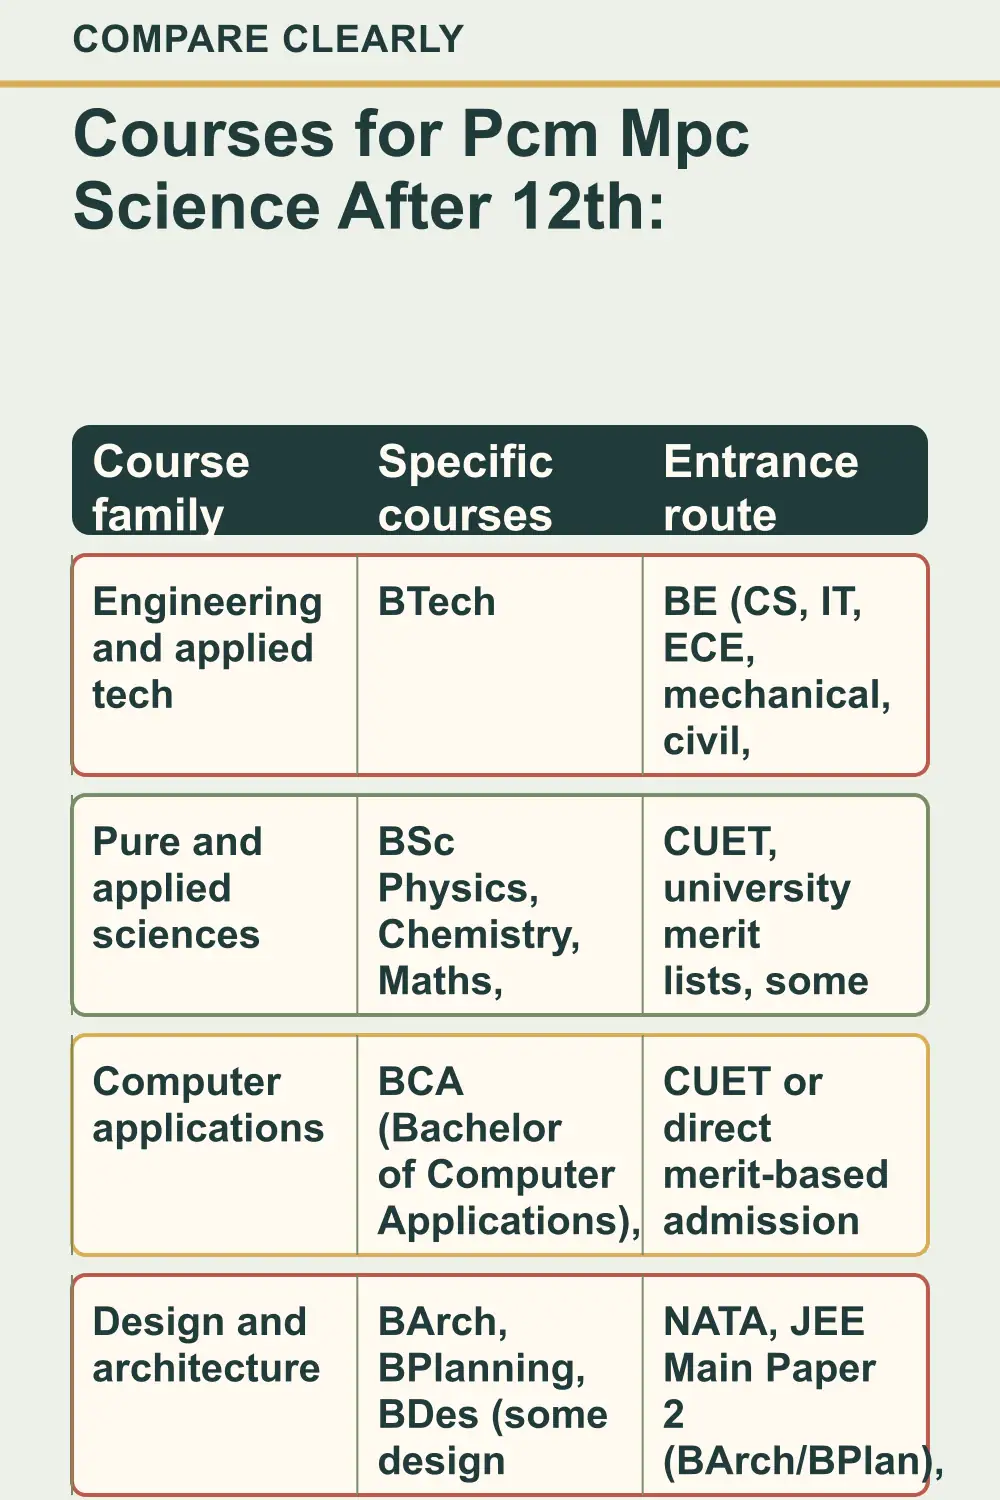 COMPARE CLEARLY
Courses for Pcm Mpc
Science After 12th:
Course
family
Specific
courses
Entrance
route
Engineering
and applied
tech
BTech
BE (CS, IT,
ECE,
mechanical,
civil,
Pure and
applied
sciences
BSc
Physics,
Chemistry,
Maths,
CUET,
university
merit
lists, some
Computer
applications
BCA
(Bachelor
of Computer
Applications),
CUET or
direct
merit-based
admission
Design and
architecture
BArch,
BPlanning,
BDes (some
design
NATA, JEE
Main Paper
2
(BArch/BPlan),